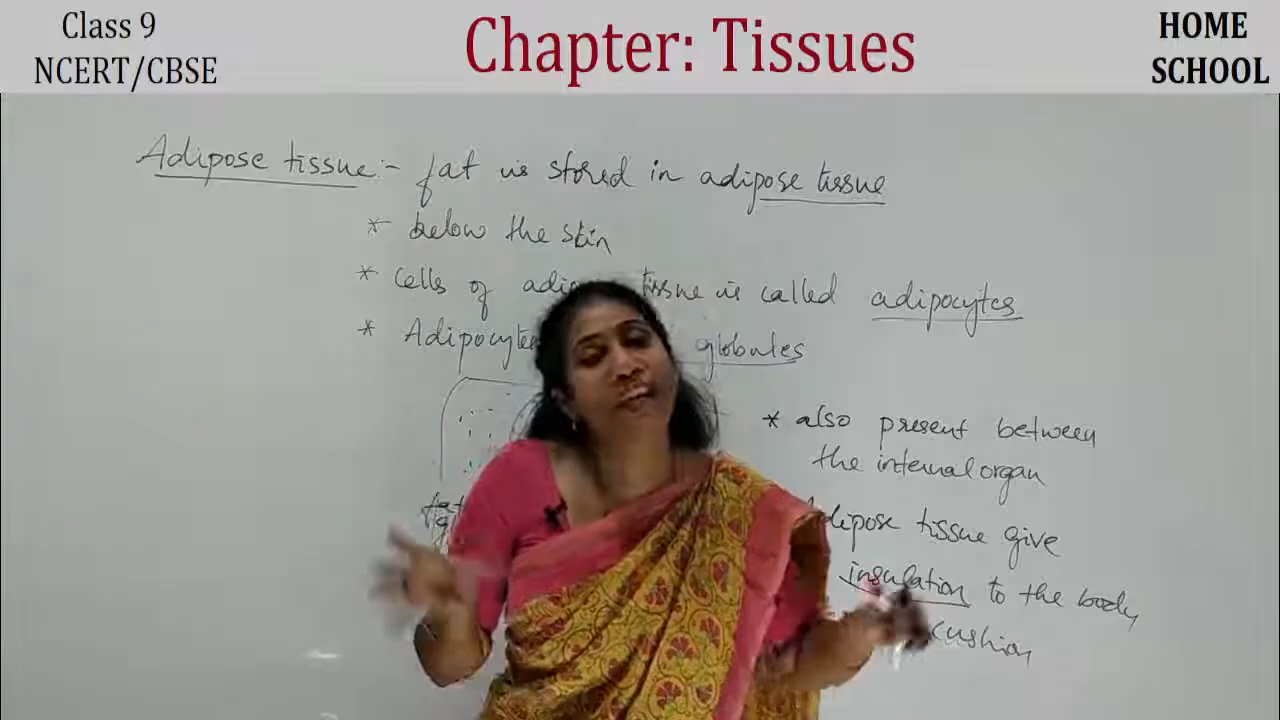 Class 9
NCERT/CBSE
Chapter: Tissues
HOME
SCHOOL
Adipose tissue:- fat is stored in adipose tissue
* below the skin
* Cells of tissue is called adipocytes
* globules
* also present between
the internal organ
tissue give
insulation to the body
cushion